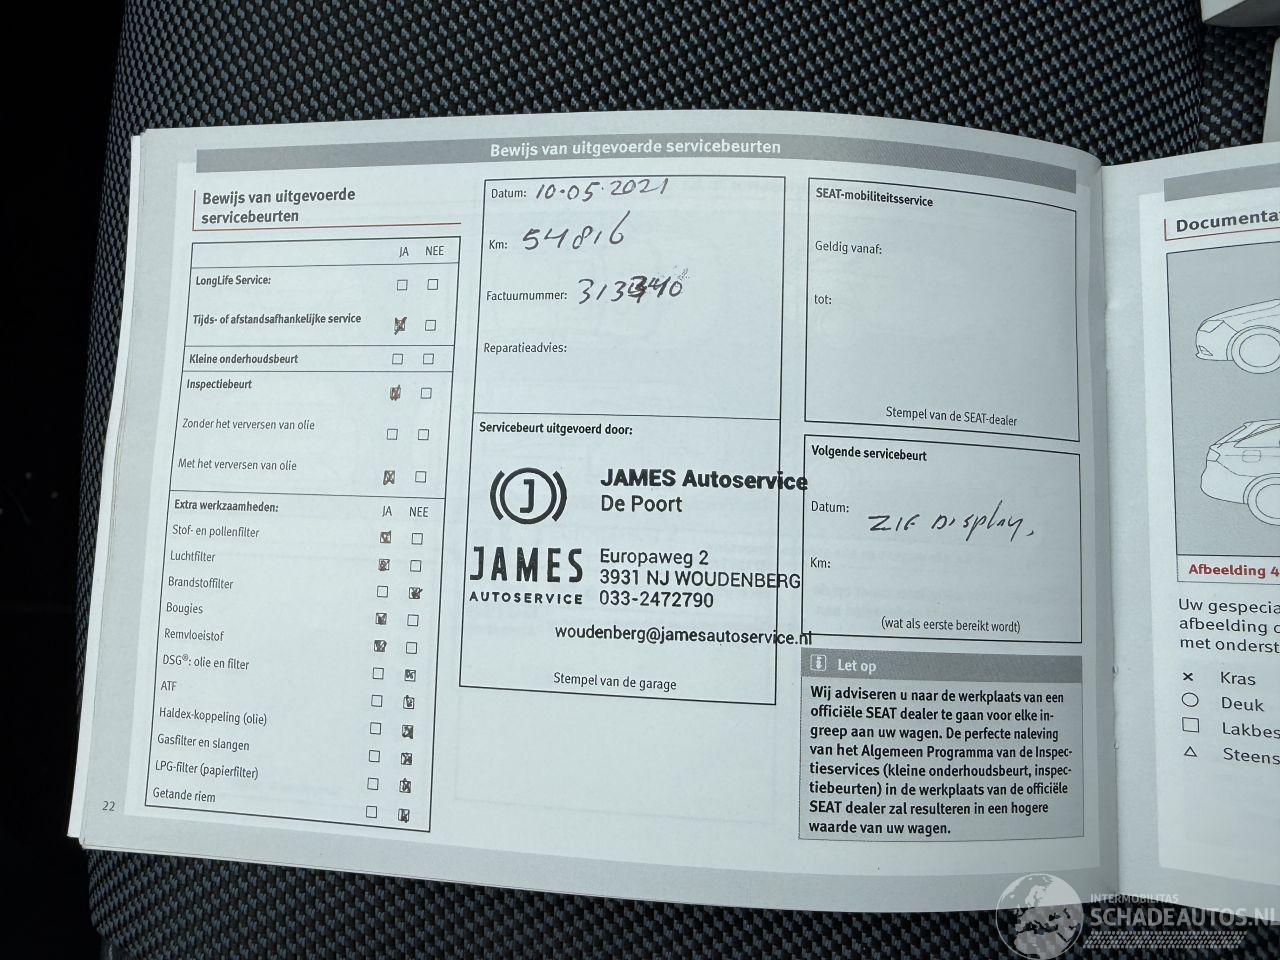 Bewijs van uitgevoerde servicebeurten
Bewijs van uitgevoerde
servicebeurten
JA NEE
LongLife Service:
Tijds- of afstandsafhankelijke service
Kleine onderhoudsbeurt
Inspectiebeurt
Zonder het verversen van olie
Met het verversen van olie
Extra werkzaamheden: JA NEE
Stof- en pollenfilter
Luchtfilter
Brandstoffilter
Bougies
Remvloeistof
DSG®: olie en filter
ATF
Haldex-koppeling (olie)
Gasfilter en slangen
LPG-filter (papierfilter)
Getande riem
22
Datum: 10-05-2021
Km: 54816
Factuurnummer: 313340
Reparatieadvies:
Servicebeurt uitgevoerd door:
JAMES Autoservice
De Poort
J
JAMES
AUTOSERVICE
Europaweg 2
3931 NJ WOUDENBERG
033-2472790
woudenberg@jamesautoservice.nl
Stempel van de garage
SEAT-mobiliteitsservice
Geldig vanaf:
tot:
Stempel van de SEAT-dealer
Volgende servicebeurt
Datum: ZIE DISPLAY.
Km:
(wat als eerste bereikt wordt)
i Let op
Wij adviseren u naar de werkplaats van een
officiële SEAT dealer te gaan voor elke in-
greep aan uw wagen. De perfecte naleving
van het Algemeen Programma van de Inspec-
tieservices (kleine onderhoudsbeurt, inspec-
tiebeurten) in de werkplaats van de officiële
SEAT dealer zal resulteren in een hogere
waarde van uw wagen.
Documenta
Afbeelding 4
Uw gespecia
afbeelding
met onderst
Kras
Deuk
Lakbes
Steens
INTERMOBILITAS
SCHADEAUTOS.NL